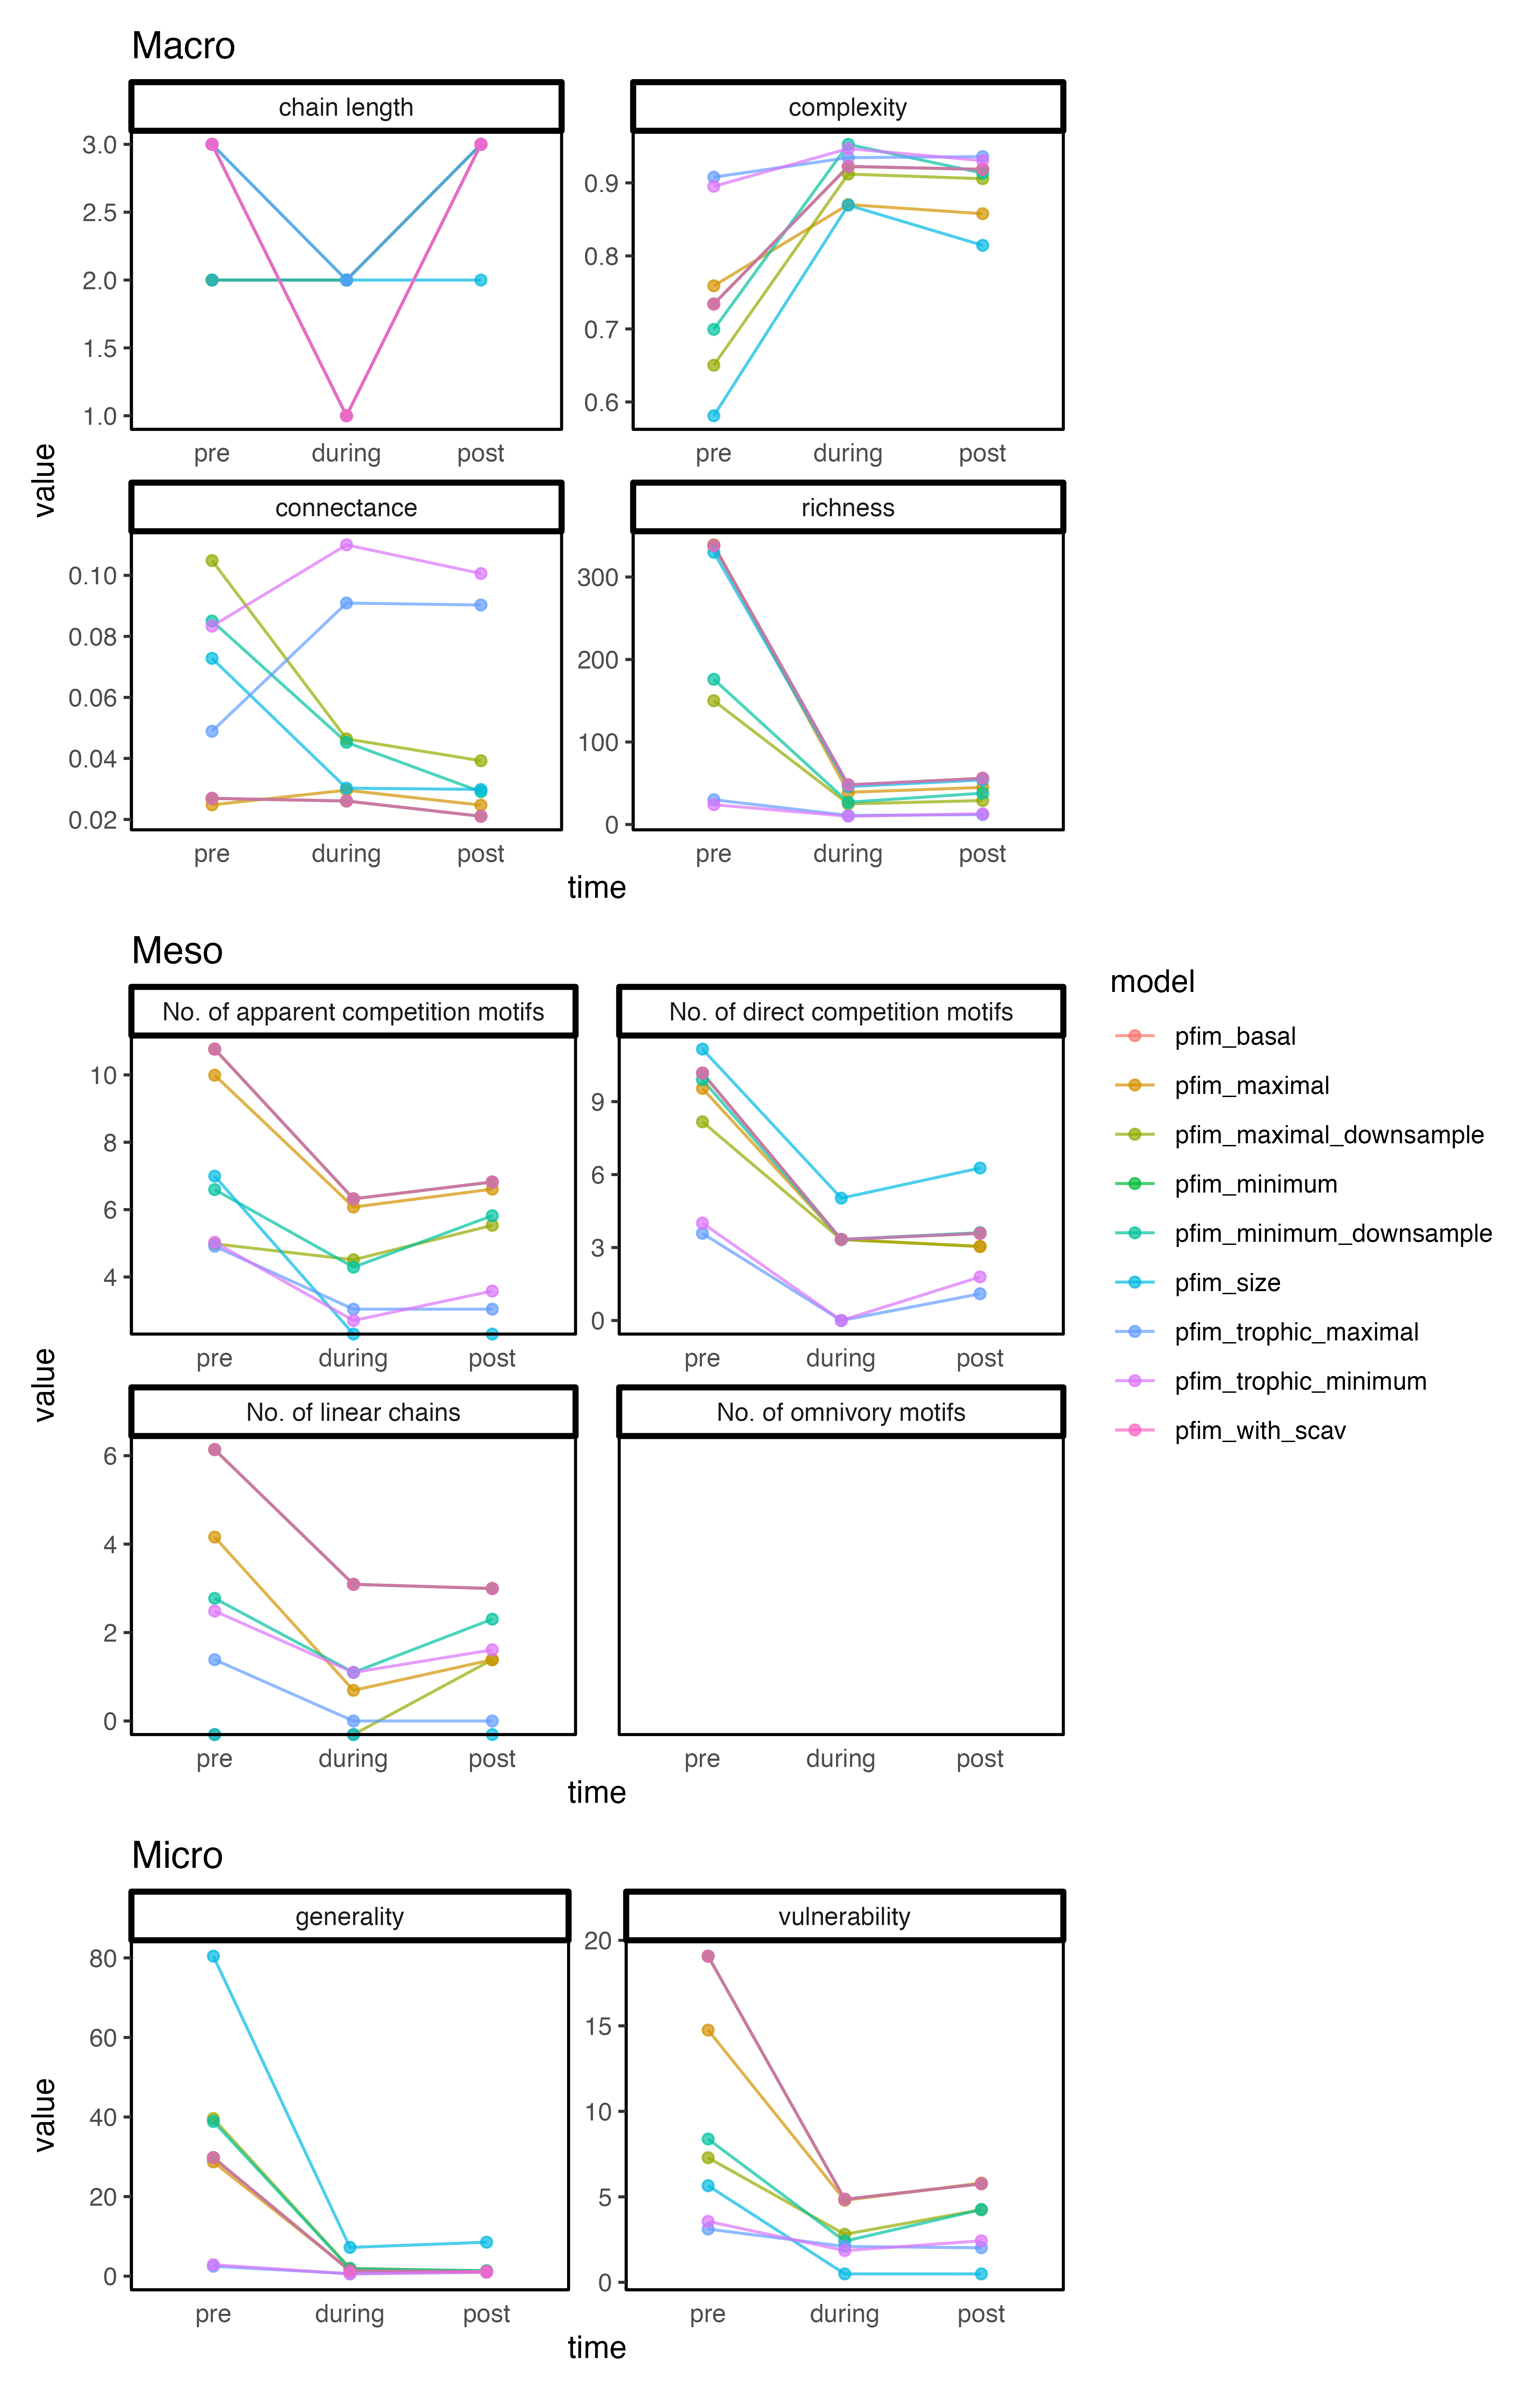 Macro
chain length
complexity
3.0
2.5
2.0
1.5
1.0
0.9
0.8
0.7
0.6
pre during post
pre during post
value
connectance
richness
0.10
0.08
0.06
0.04
0.02
300
200
100
0
pre during post
pre during post
time
Meso
No. of apparent competition motifs
No. of direct competition motifs
10
8
6
4
9
6
3
0
pre during post
pre during post
value
No. of linear chains
No. of omnivory motifs
6
4
2
0
pre during post
pre during post
time
model
pfim_basal
pfim_maximal
pfim_maximal_downsample
pfim_minimum
pfim_minimum_downsample
pfim_size
pfim_trophic_maximal
pfim_trophic_minimum
pfim_with_scav
Micro
generality
vulnerability
80
60
40
20
0
20
15
10
5
0
value
pre during post
pre during post
time